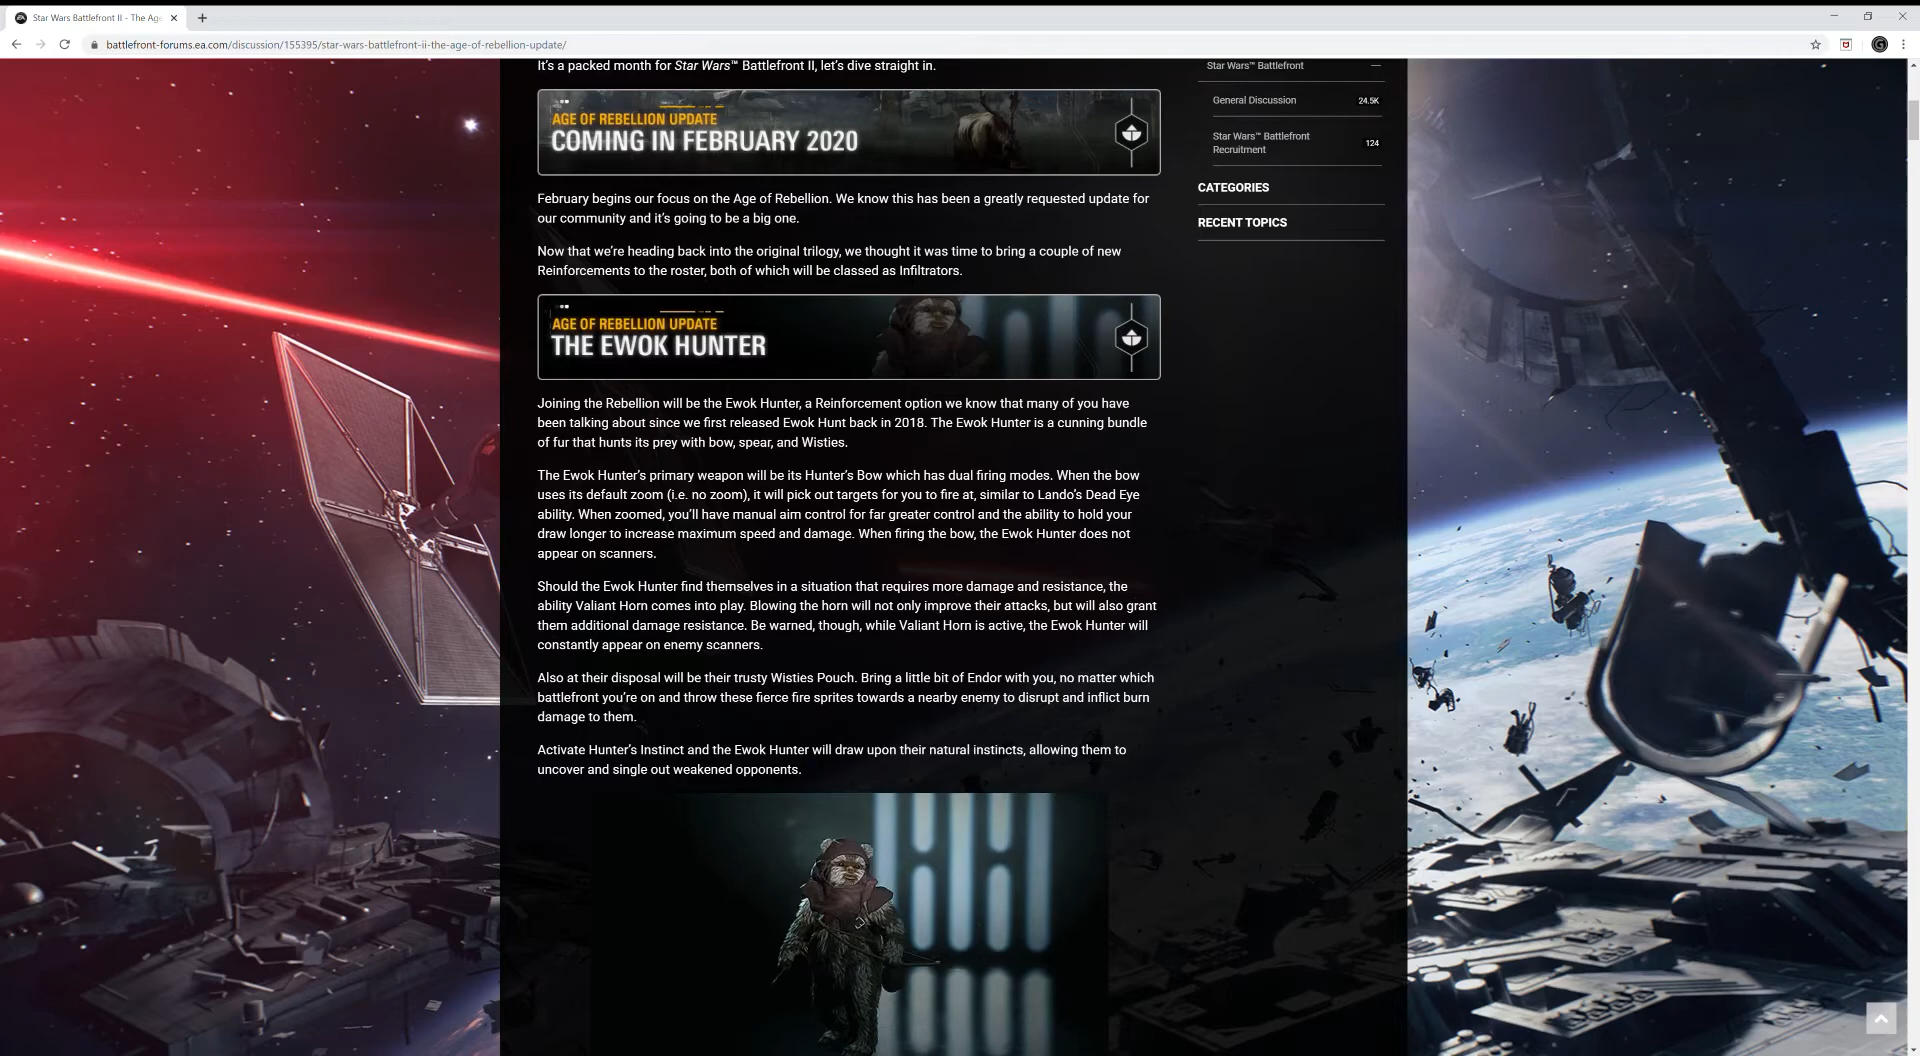 Star Wars Battlefront II - The Age
battlefront-forums.ea.com/discussion/155395/star-wars-battlefront-ii-the-age-of-rebellion-update/
It's a packed month for Star Wars™ Battlefront II, let's dive straight in.
AGE OF REBELLION UPDATE
COMING IN FEBRUARY 2020
February begins our focus on the Age of Rebellion. We know this has been a greatly requested update for
our community and it's going to be a big one.
Now that we're heading back into the original trilogy, we thought it was time to bring a couple of new
Reinforcements to the roster, both of which will be classed as Infiltrators.
AGE OF REBELLION UPDATE
THE EWOK HUNTER
Joining the Rebellion will be the Ewok Hunter, a Reinforcement option we know that many of you have
been talking about since we first released Ewok Hunt back in 2018. The Ewok Hunter is a cunning bundle
of fur that hunts its prey with bow, spear, and Wisties.
The Ewok Hunter's primary weapon will be its Hunter's Bow which has dual firing modes. When the bow
uses its default zoom (i.e. no zoom), it will pick out targets for you to fire at, similar to Lando's Dead Eye
ability. When zoomed, you'll have manual aim control for far greater control and the ability to hold your
draw longer to increase maximum speed and damage. When firing the bow, the Ewok Hunter does not
appear on scanners.
Should the Ewok Hunter find themselves in a situation that requires more damage and resistance, the
ability Valiant Horn comes into play. Blowing the horn will not only improve their attacks, but will also grant
them additional damage resistance. Be warned, though, while Valiant Horn is active, the Ewok Hunter will
constantly appear on enemy scanners.
Also at their disposal will be their trusty Wisties Pouch. Bring a little bit of Endor with you, no matter which
battlefront you're on and throw these fierce fire sprites towards a nearby enemy to disrupt and inflict burn
damage to them.
Activate Hunter's Instinct and the Ewok Hunter will draw upon their natural instincts, allowing them to
uncover and single out weakened opponents.
Star Wars™ Battlefront
General Discussion 24.5K
Star Wars™ Battlefront
Recruitment 124
CATEGORIES
RECENT TOPICS